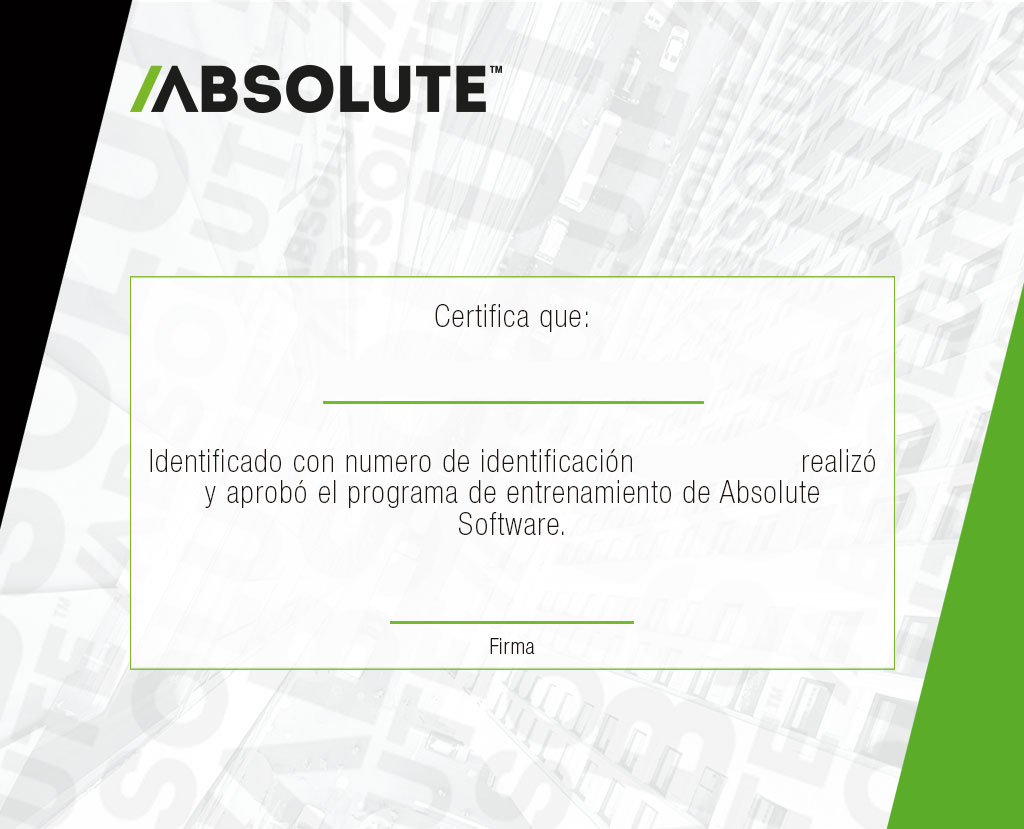 ABSOLUTE™
Certifica que:
Identificado con numero de identificación realizó
y aprobó el programa de entrenamiento de Absolute
Software.
Firma